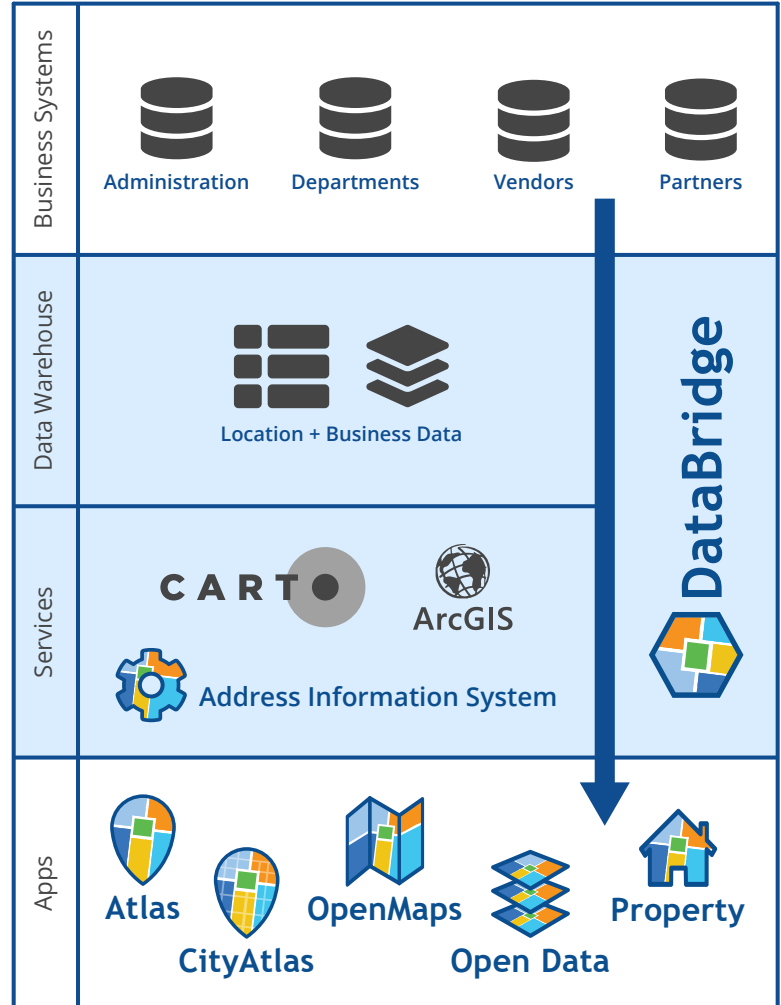 Business Systems
Administration
Departments
Vendors
Partners
Data Warehouse
Location + Business Data
DataBridge
Services
CARTO
ArcGIS
Address Information System
Apps
Atlas
CityAtlas
OpenMaps
Open Data
Property